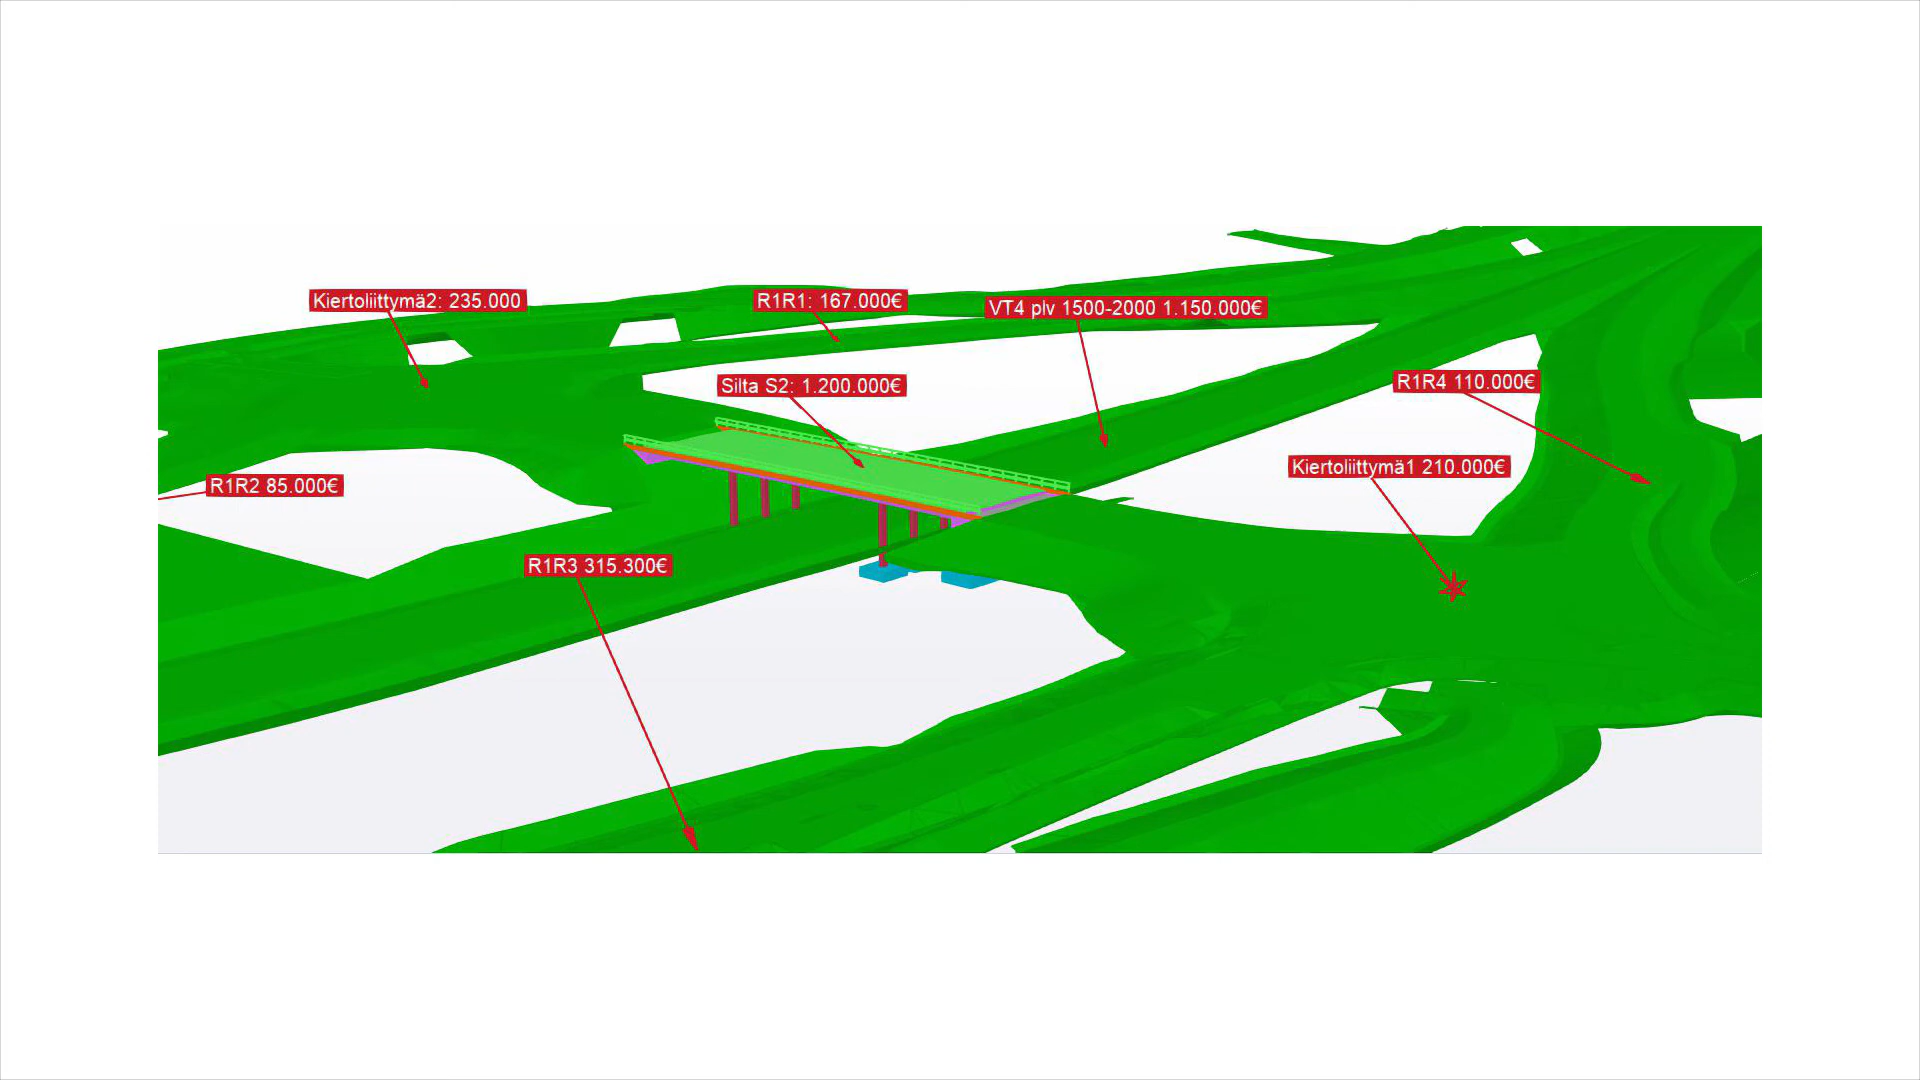 Kiertoliittymä2: 235.000
R1R1: 167.000€
VT4 plv 1500-2000 1.150.000€
Silta S2: 1.200.000€
R1R4 110.000€
Kiertoliittymä1 210.000€
R1R2 85.000€
R1R3 315.300€